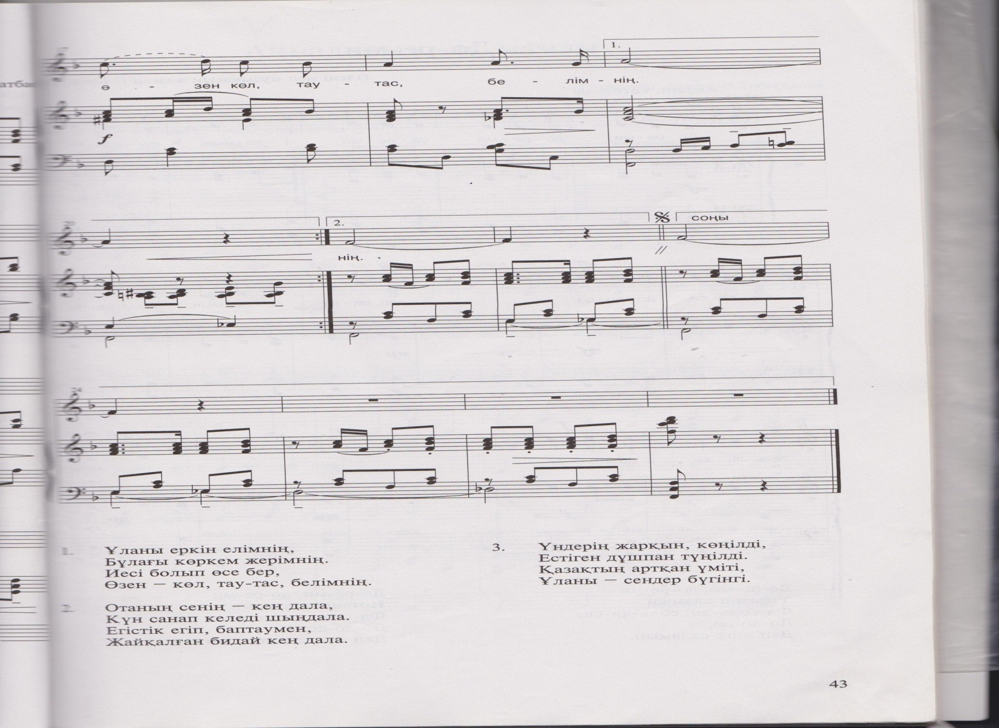 1.
ө - зен көл, тау - тас, бе - лім - нің.
f
20
2.
соңы
нің.
24
1. Ұланы еркін елімнің,
Бұлағы көркем жерімнің.
Иесі болып өсе бер,
Өзен — көл, тау-тас, белімнің.
2. Отаның сенің — кең дала,
Күн санап келеді шыңдала.
Егістік егіп, баптаумен,
Жайқалған бидай кең дала.
3. Үндерің жарқын, көңілді,
Естіген дұшпан түңілді.
Қазақтың артқан үміті,
Ұланы — сендер бүгінгі.
43